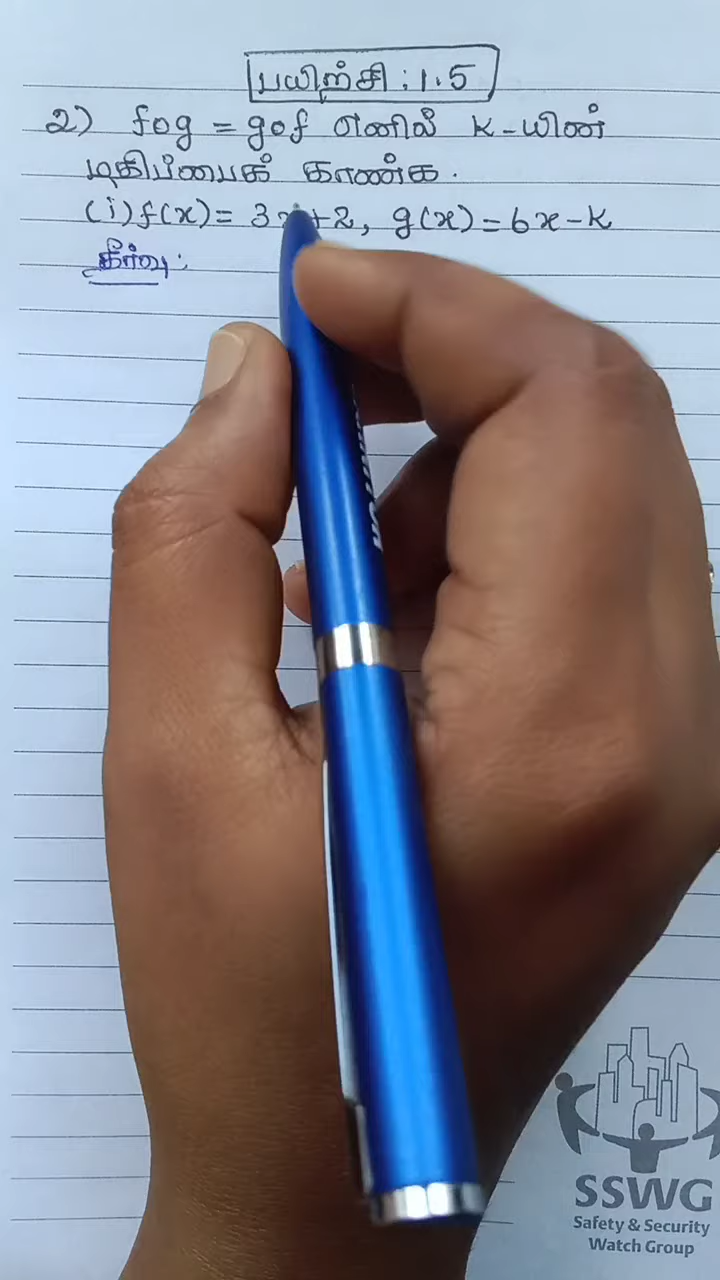 பயிற்சி : 1.5
2) fog = gof எனில் k-யின்
மதிப்பைக் காண்க.
(i) f(x) = 3x+2, g(x) = 6x-k
தீர்வு:
SSWG
Safety & Security
Watch Group